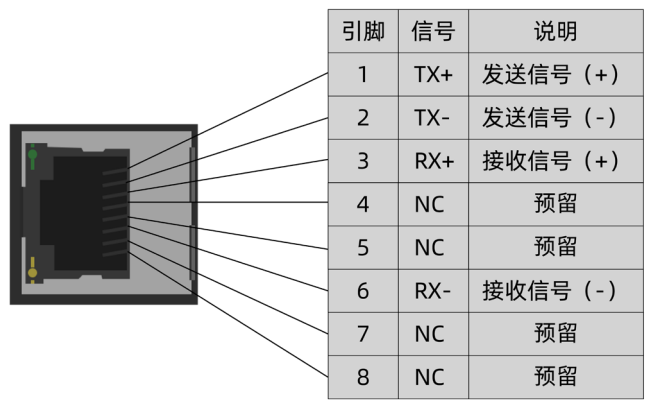 引脚 信号 说明
1 TX+ 发送信号（+）
2 TX- 发送信号（-）
3 RX+ 接收信号（+）
4 NC 预留
5 NC 预留
6 RX- 接收信号（-）
7 NC 预留
8 NC 预留